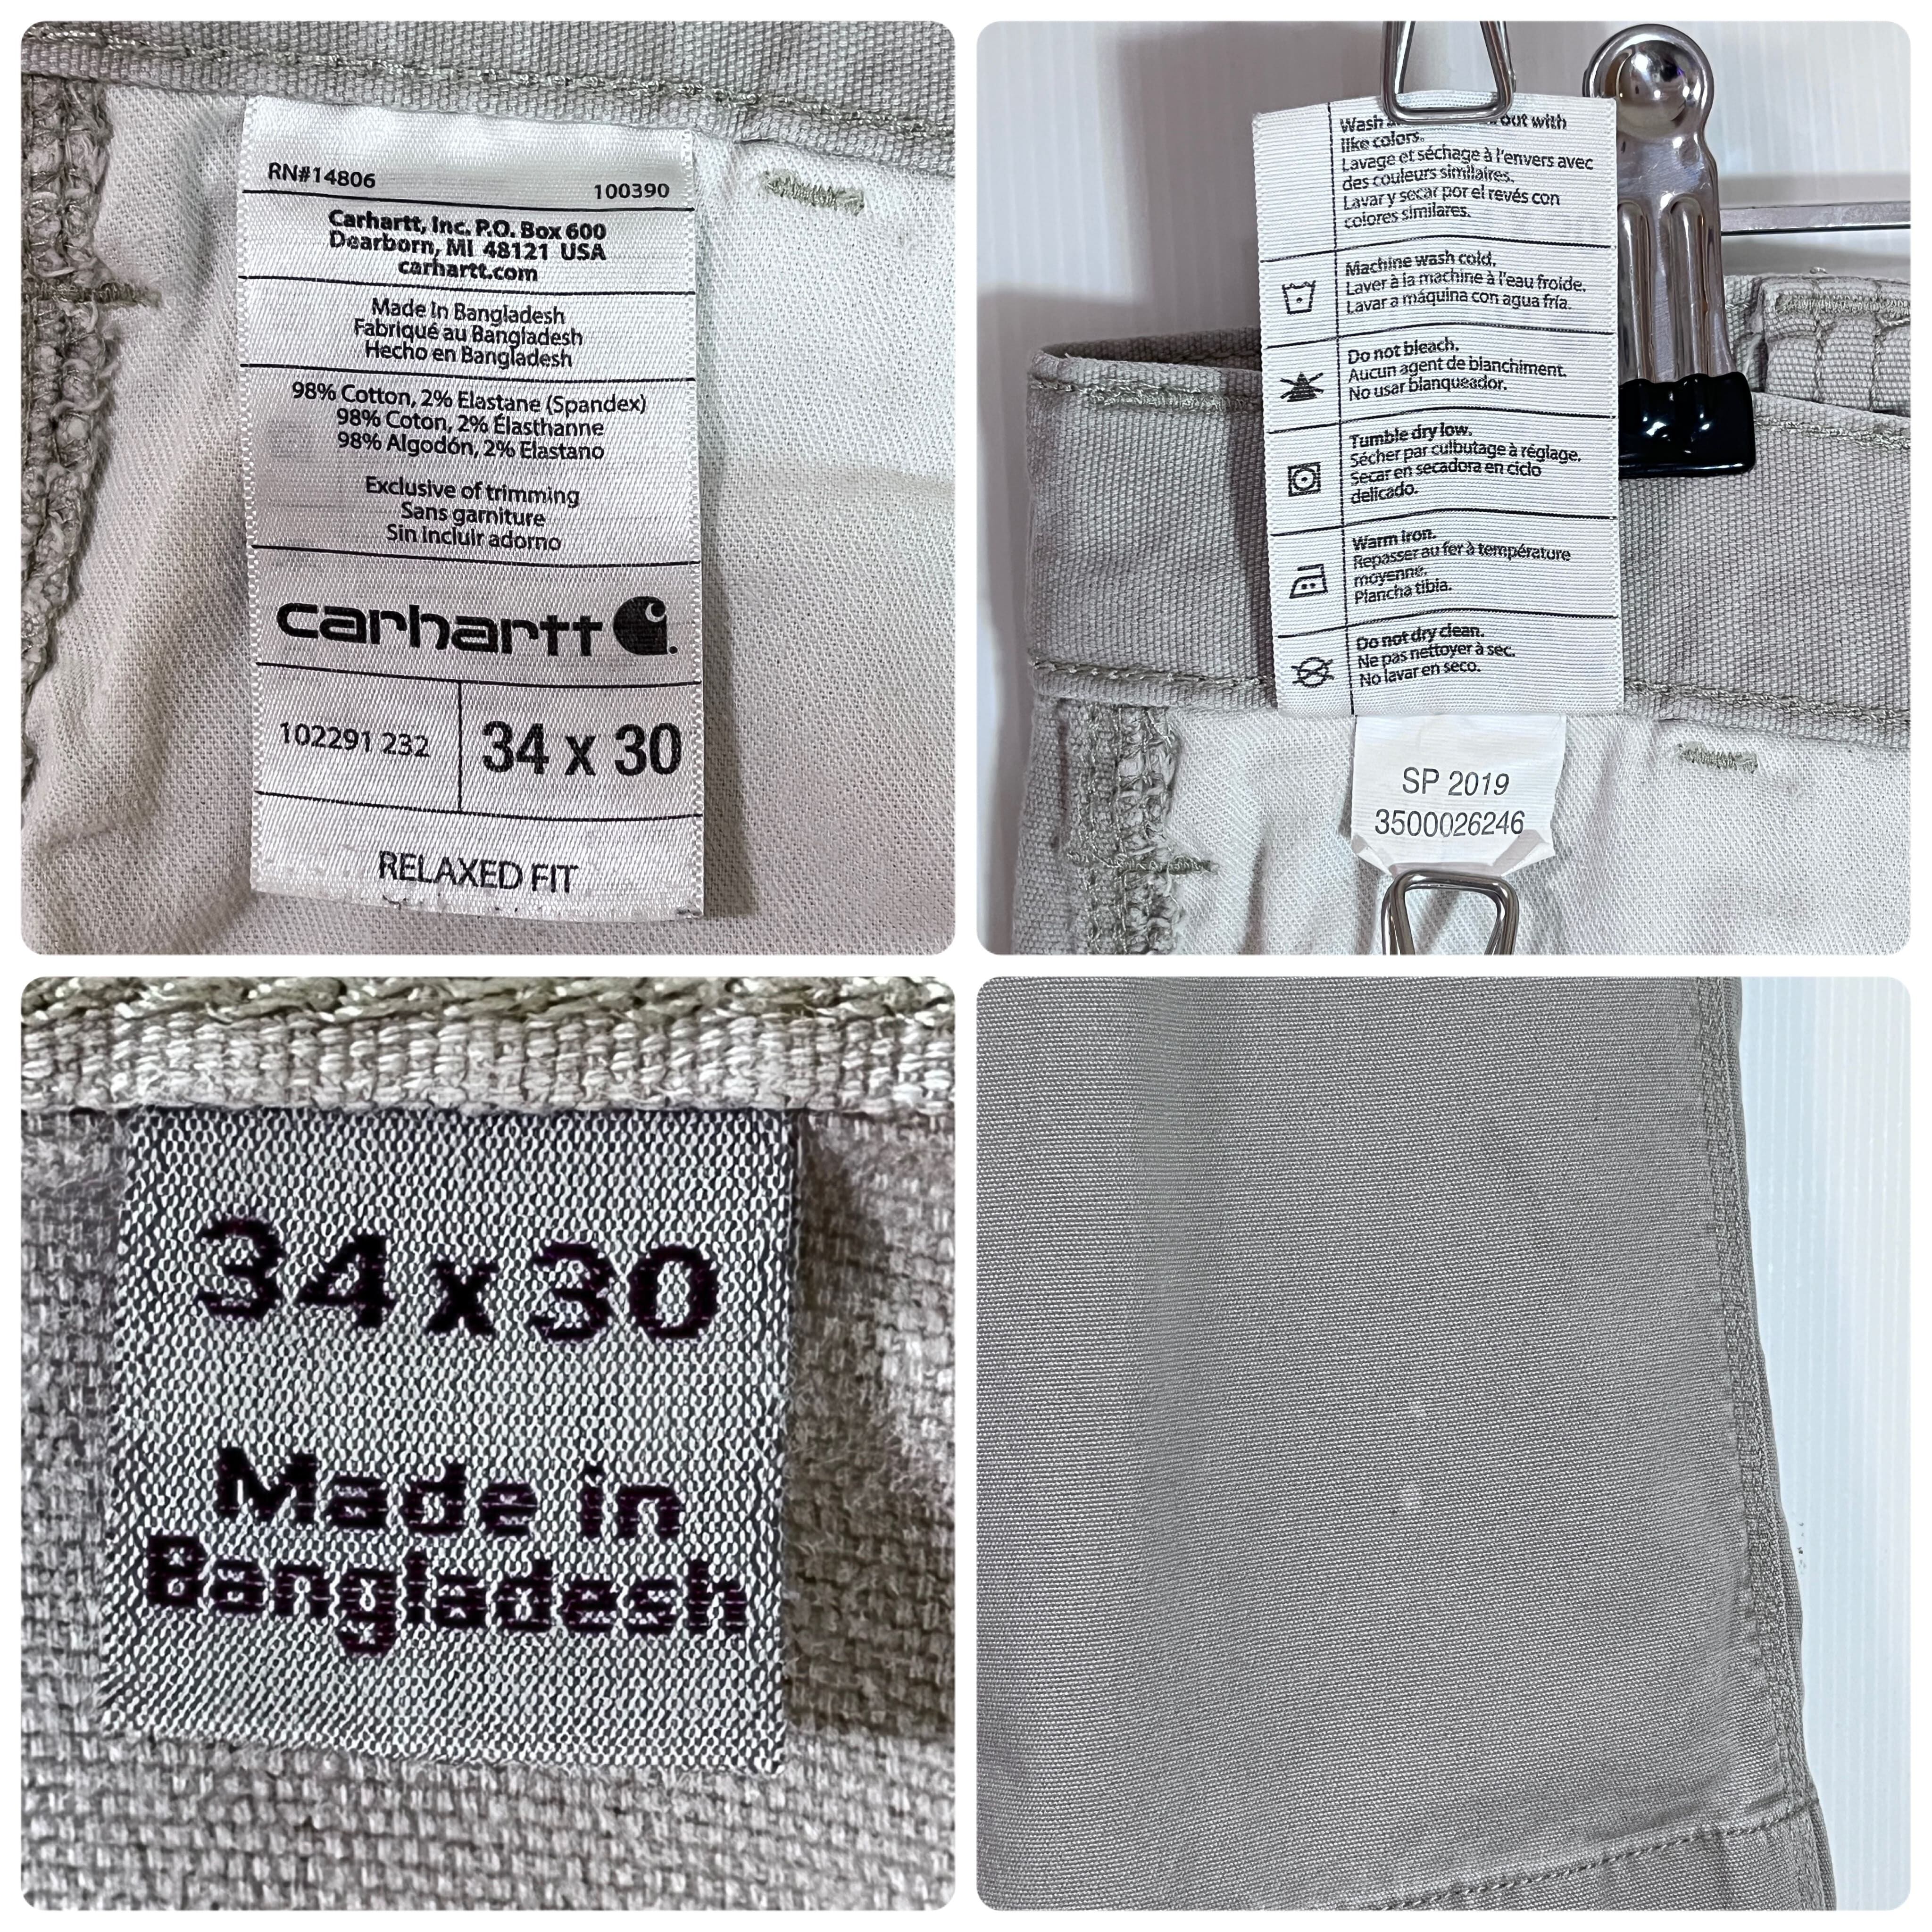 RN#14806
100390
Carhartt, Inc. P.O. Box 600
Dearborn, MI 48121 USA
carhartt.com
Made in Bangladesh
Fabriqué au Bangladesh
Hecho en Bangladesh
98% Cotton, 2% Elastane (Spandex)
98% Coton, 2% Élasthanne
98% Algodón, 2% Elastano
Exclusive of trimming
Sans garniture
Sin incluir adorno
carhartt
102291 232
34 x 30
RELAXED FIT
Wash out with
like colors.
Lavage et séchage à l'envers avec
des couleurs similaires.
Lavar y secar por el revés con
colores similares.
Machine wash cold.
Laver à la machine à l'eau froide.
Lavar a máquina con agua fría.
Do not bleach.
Aucun agent de blanchiment.
No usar blanqueador.
Tumble dry low.
Sécher par culbutage à réglage.
Secar en secadora en ciclo
delicado.
Warm iron.
Repasser au fer à température
moyenne.
Plancha tibia.
Do not dry clean.
Ne pas nettoyer à sec.
No lavar en seco.
SP 2019
3500026246
34 x 30
Made in
Bangladesh